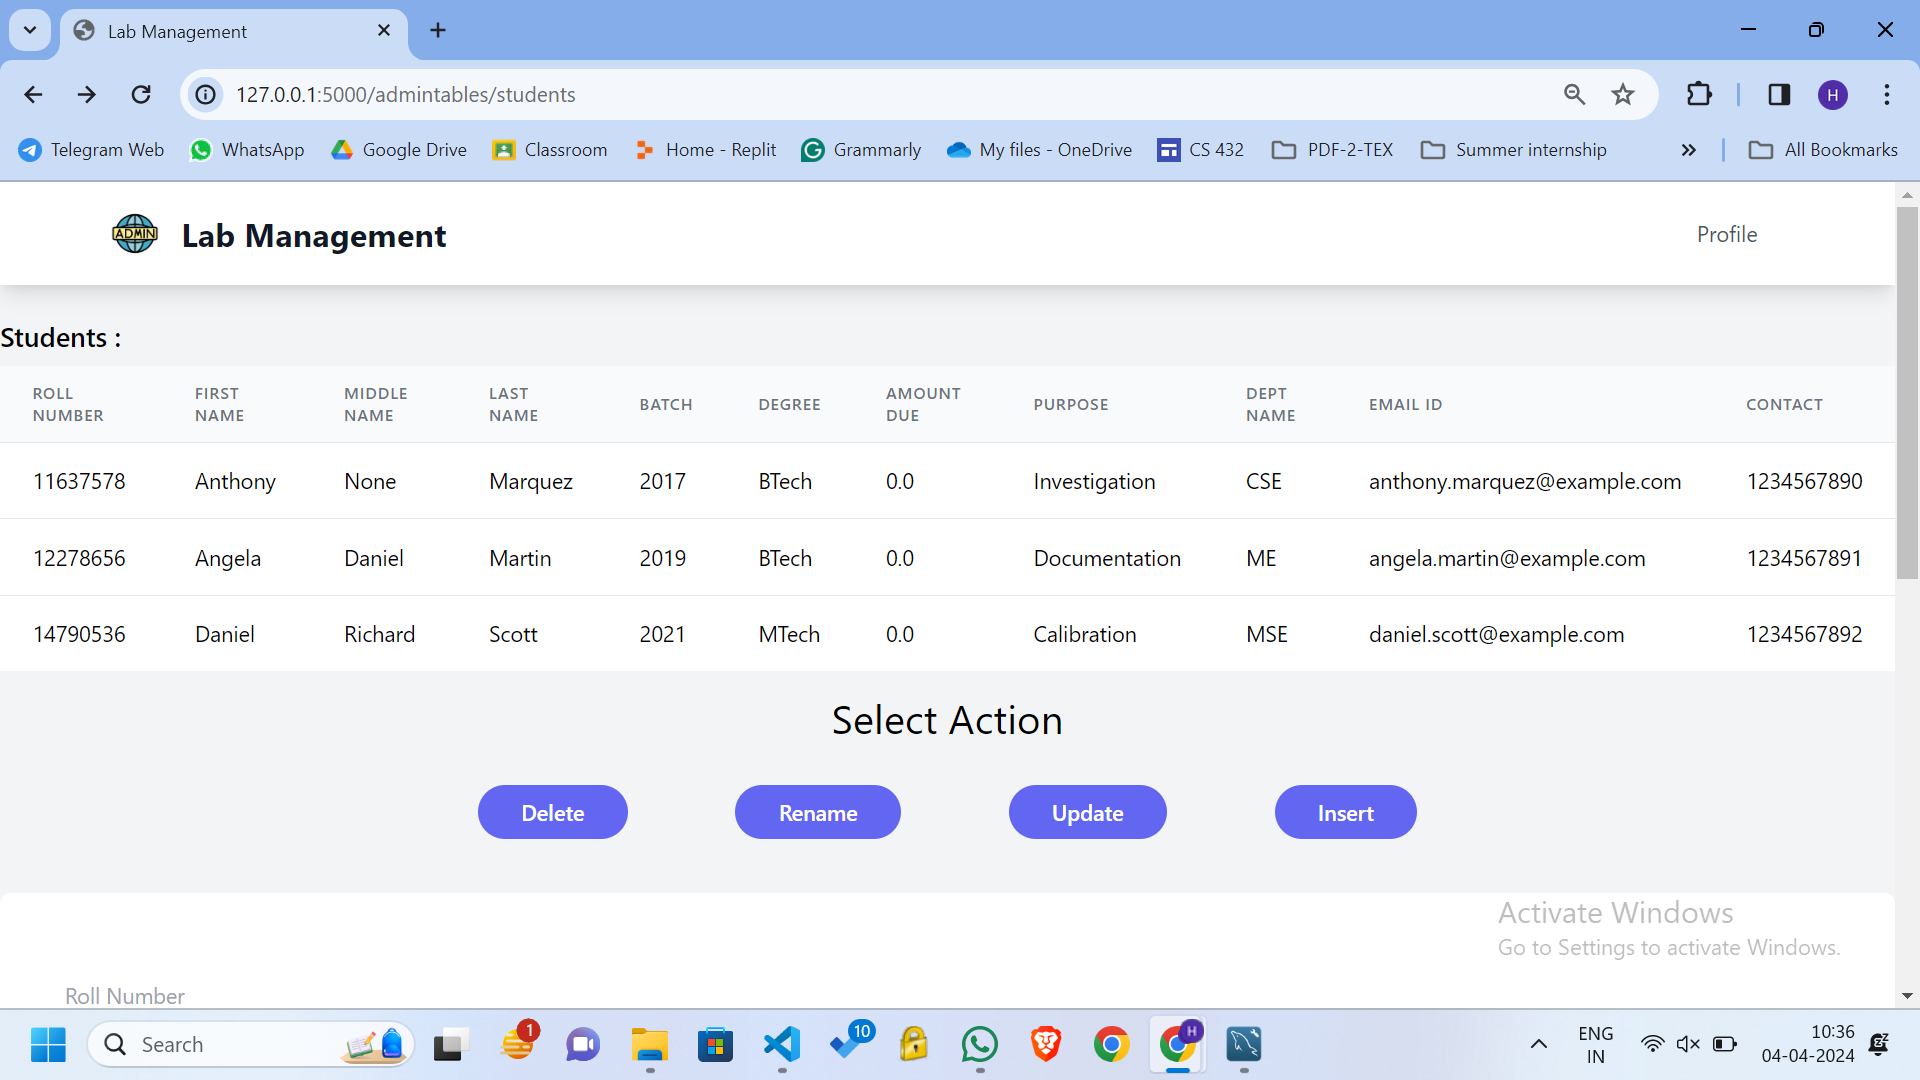 Lab Management
127.0.0.1:5000/admintables/students
H
Telegram Web WhatsApp Google Drive Classroom Home - Replit Grammarly My files - OneDrive CS 432 PDF-2-TEX Summer internship » All Bookmarks
ADMIN Lab Management Profile
Students :
ROLL NUMBER FIRST NAME MIDDLE NAME LAST NAME BATCH DEGREE AMOUNT DUE PURPOSE DEPT NAME EMAIL ID CONTACT
11637578 Anthony None Marquez 2017 BTech 0.0 Investigation CSE anthony.marquez@example.com 1234567890
12278656 Angela Daniel Martin 2019 BTech 0.0 Documentation ME angela.martin@example.com 1234567891
14790536 Daniel Richard Scott 2021 MTech 0.0 Calibration MSE daniel.scott@example.com 1234567892
Select Action
Delete Rename Update Insert
Activate Windows
Go to Settings to activate Windows.
Roll Number
Search 1 10 H ENG IN 10:36
04-04-2024